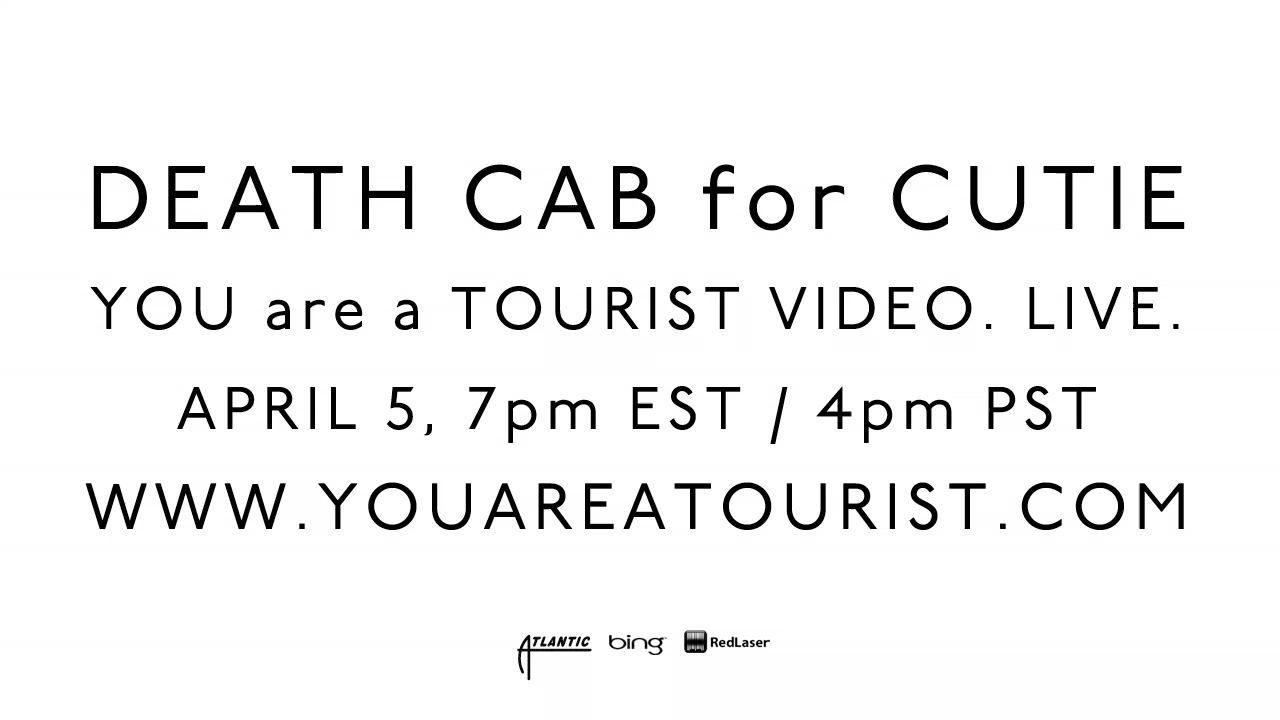 DEATH CAB for CUTIE
YOU are a TOURIST VIDEO. LIVE.
APRIL 5, 7pm EST / 4pm PST
WWW.YOUAREATOURIST.COM
ATLANTIC bing RedLaser